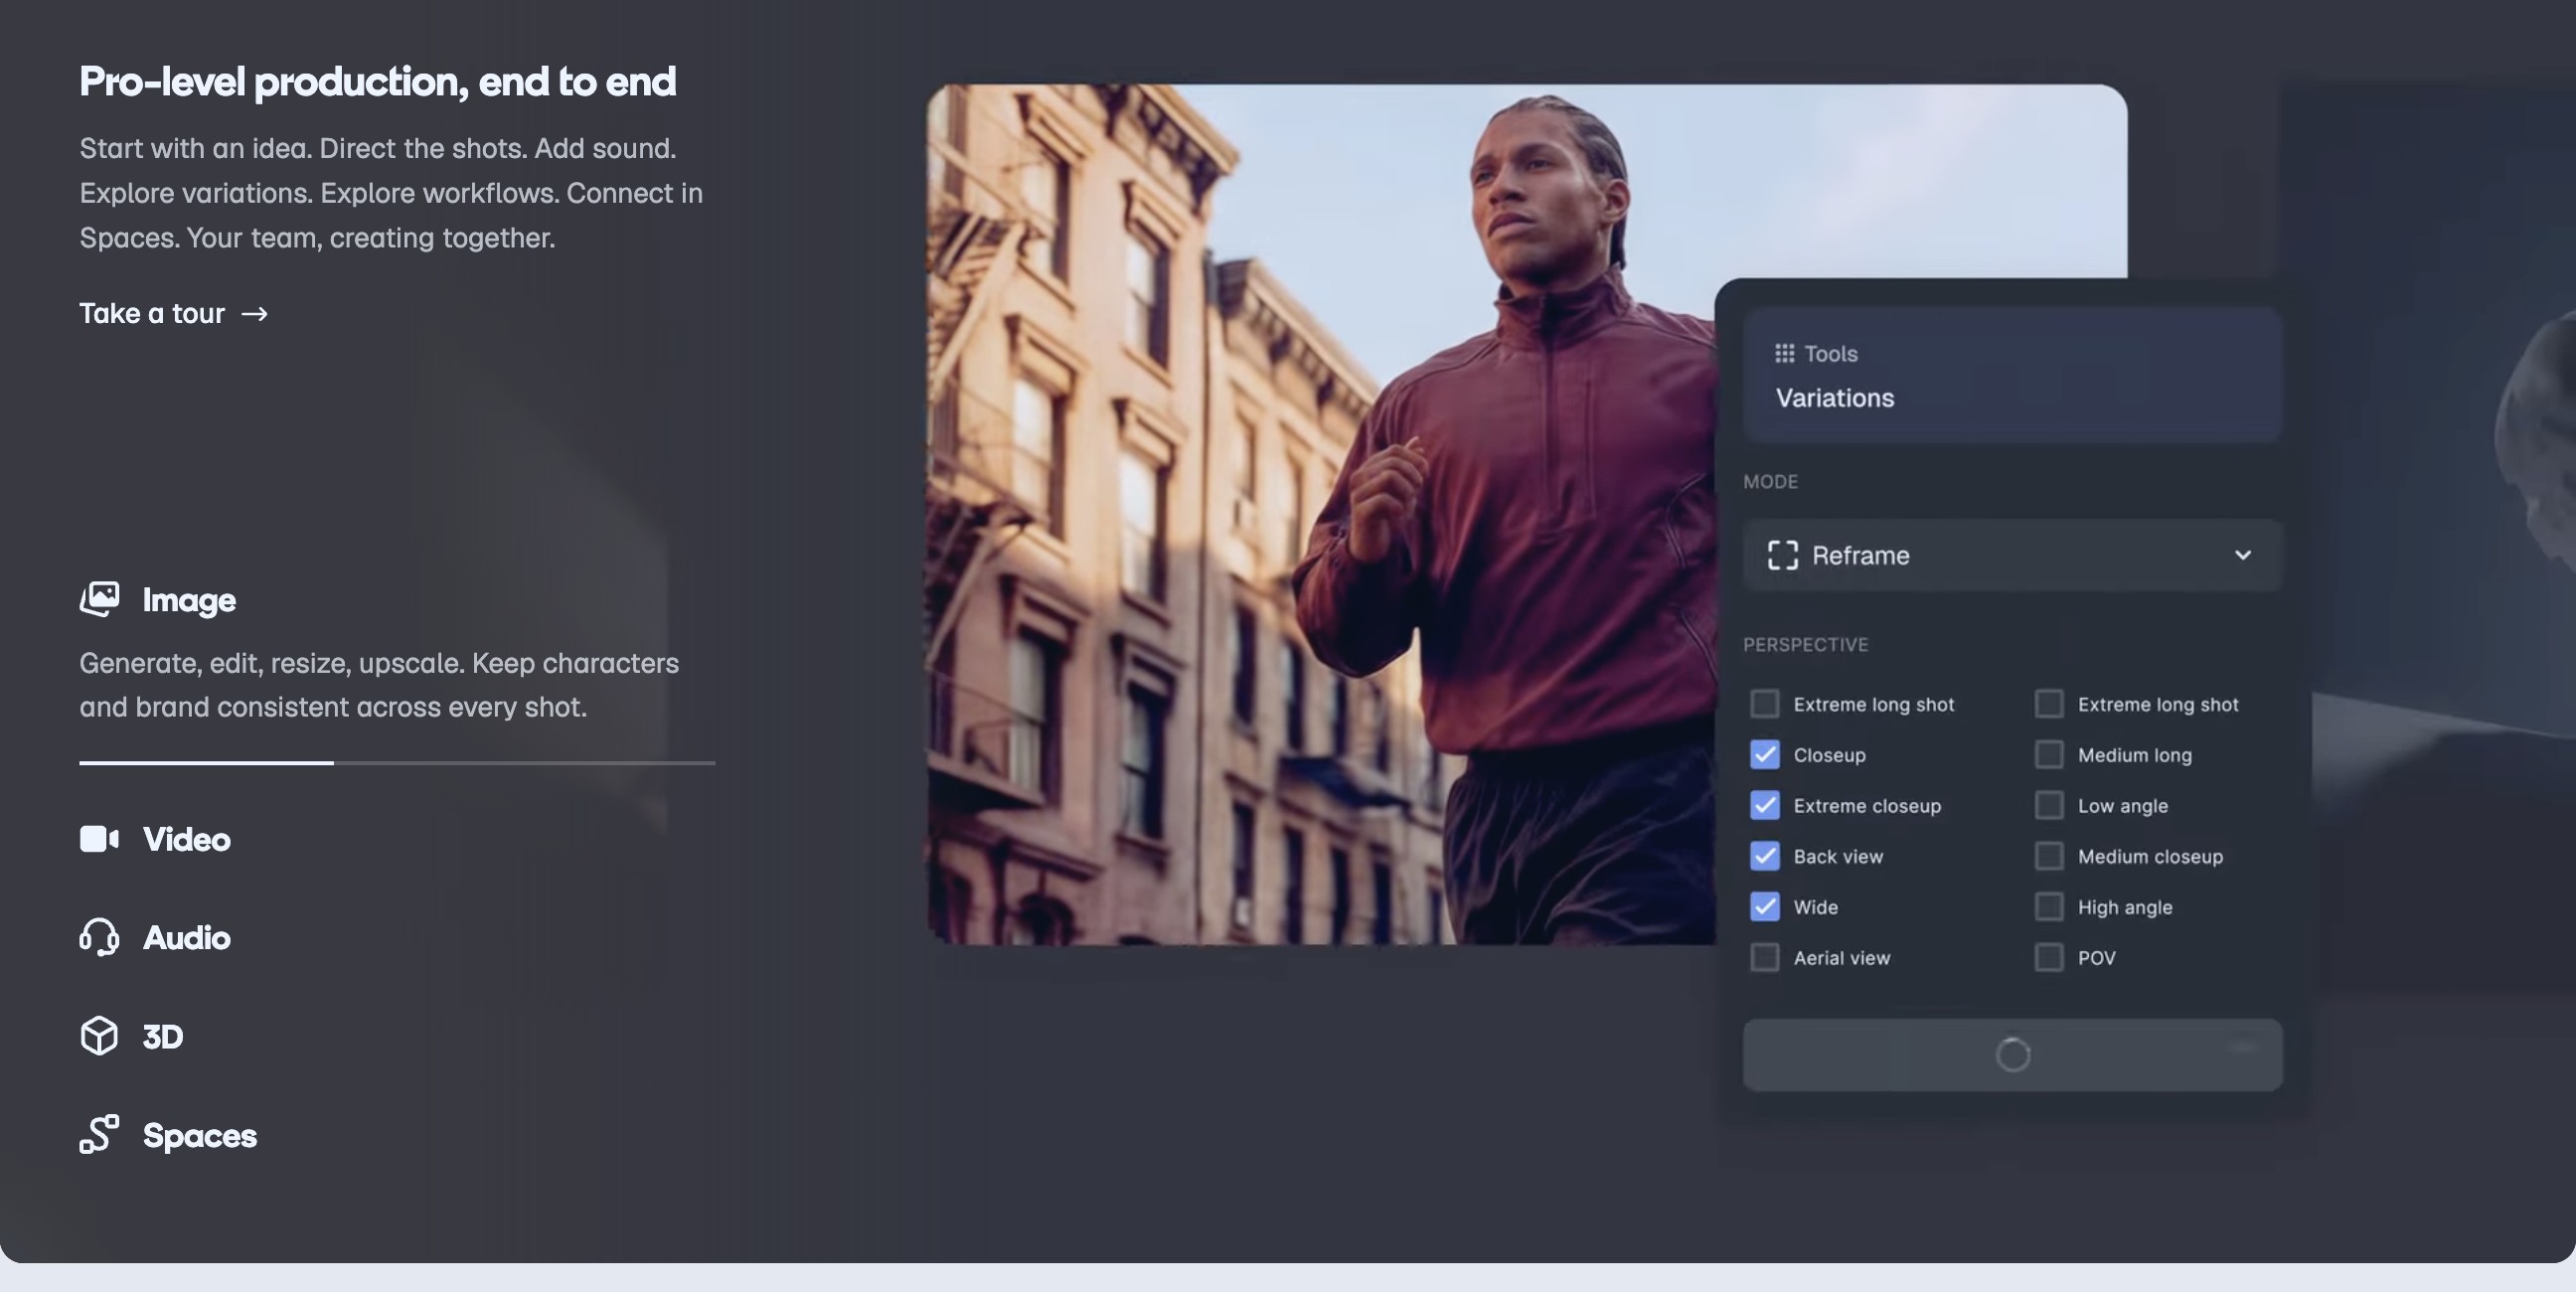 Pro-level production, end to end
Start with an idea. Direct the shots. Add sound.
Explore variations. Explore workflows. Connect in
Spaces. Your team, creating together.
Take a tour →
Image
Generate, edit, resize, upscale. Keep characters
and brand consistent across every shot.
Video
Audio
3D
Spaces
Tools
Variations
MODE
Reframe
PERSPECTIVE
Extreme long shot
Closeup
Extreme closeup
Back view
Wide
Aerial view
Extreme long shot
Medium long
Low angle
Medium closeup
High angle
POV